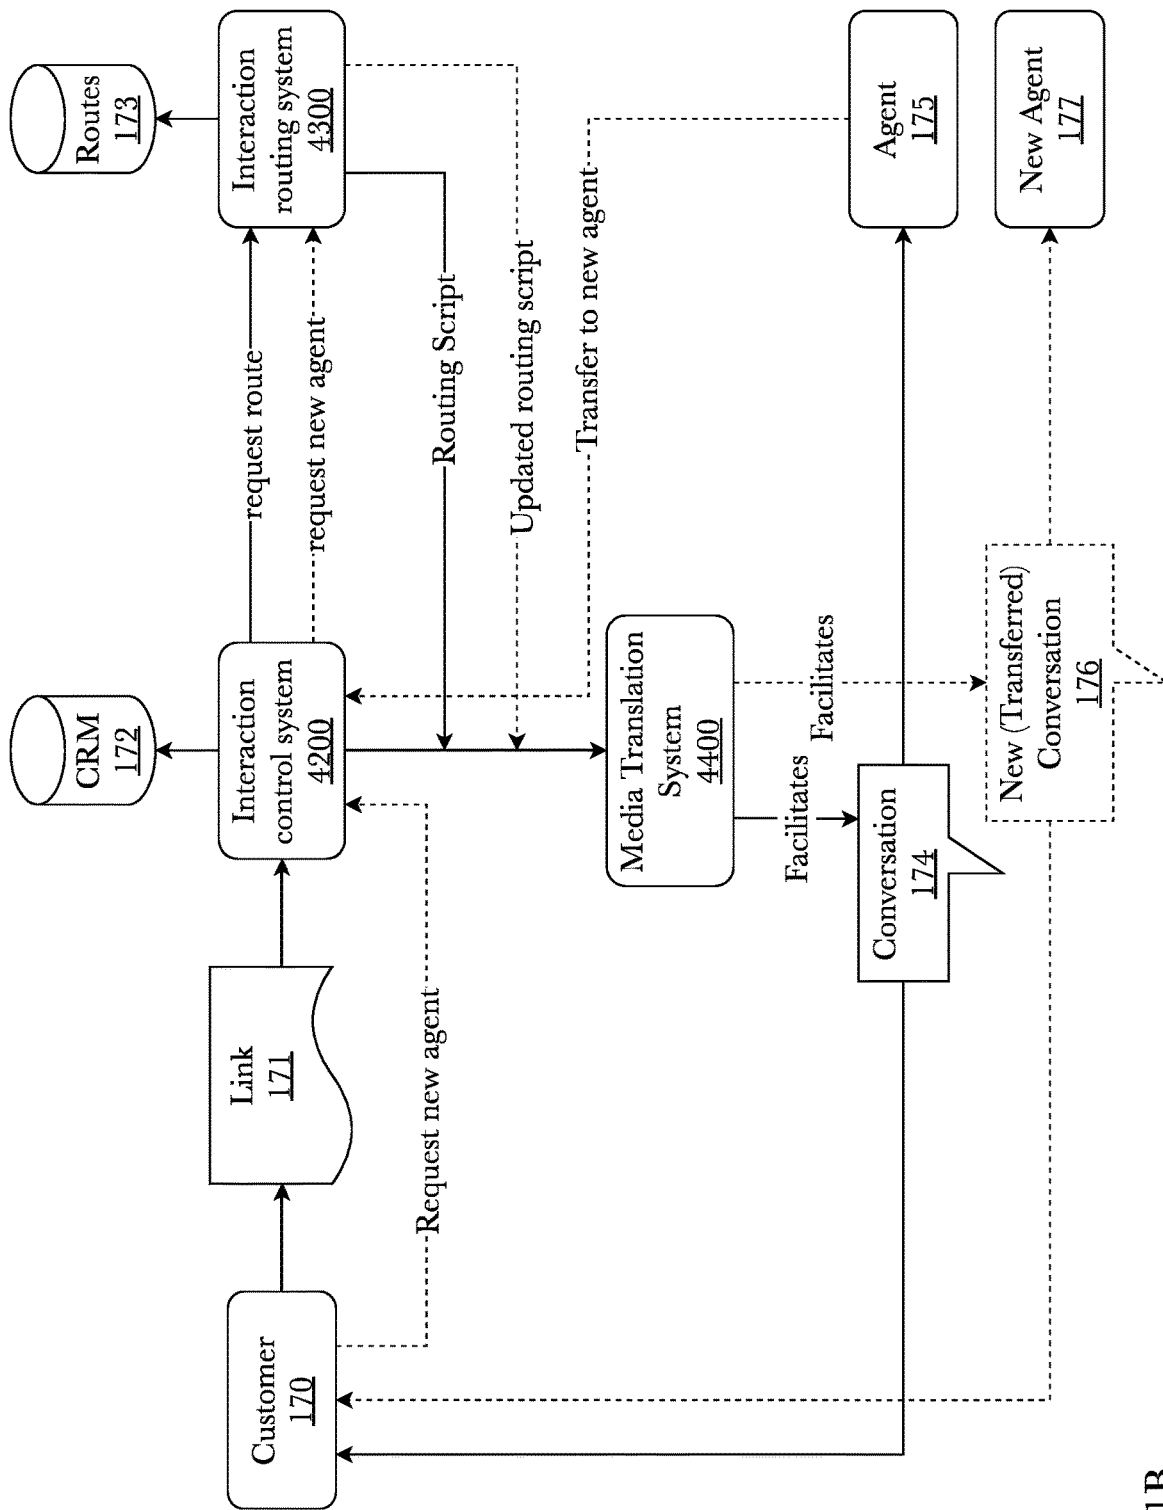 CRM
172
Routes
173
Customer
170
Link
171
Interaction
control system
4200
request route
request new agent
Interaction
routing system
4300
Request new agent
Routing Script
Updated routing script
Transfer to new agent
Media Translation
System
4400
Facilitates
Facilitates
Conversation
174
Agent
175
New (Transferred)
Conversation
176
New Agent
177